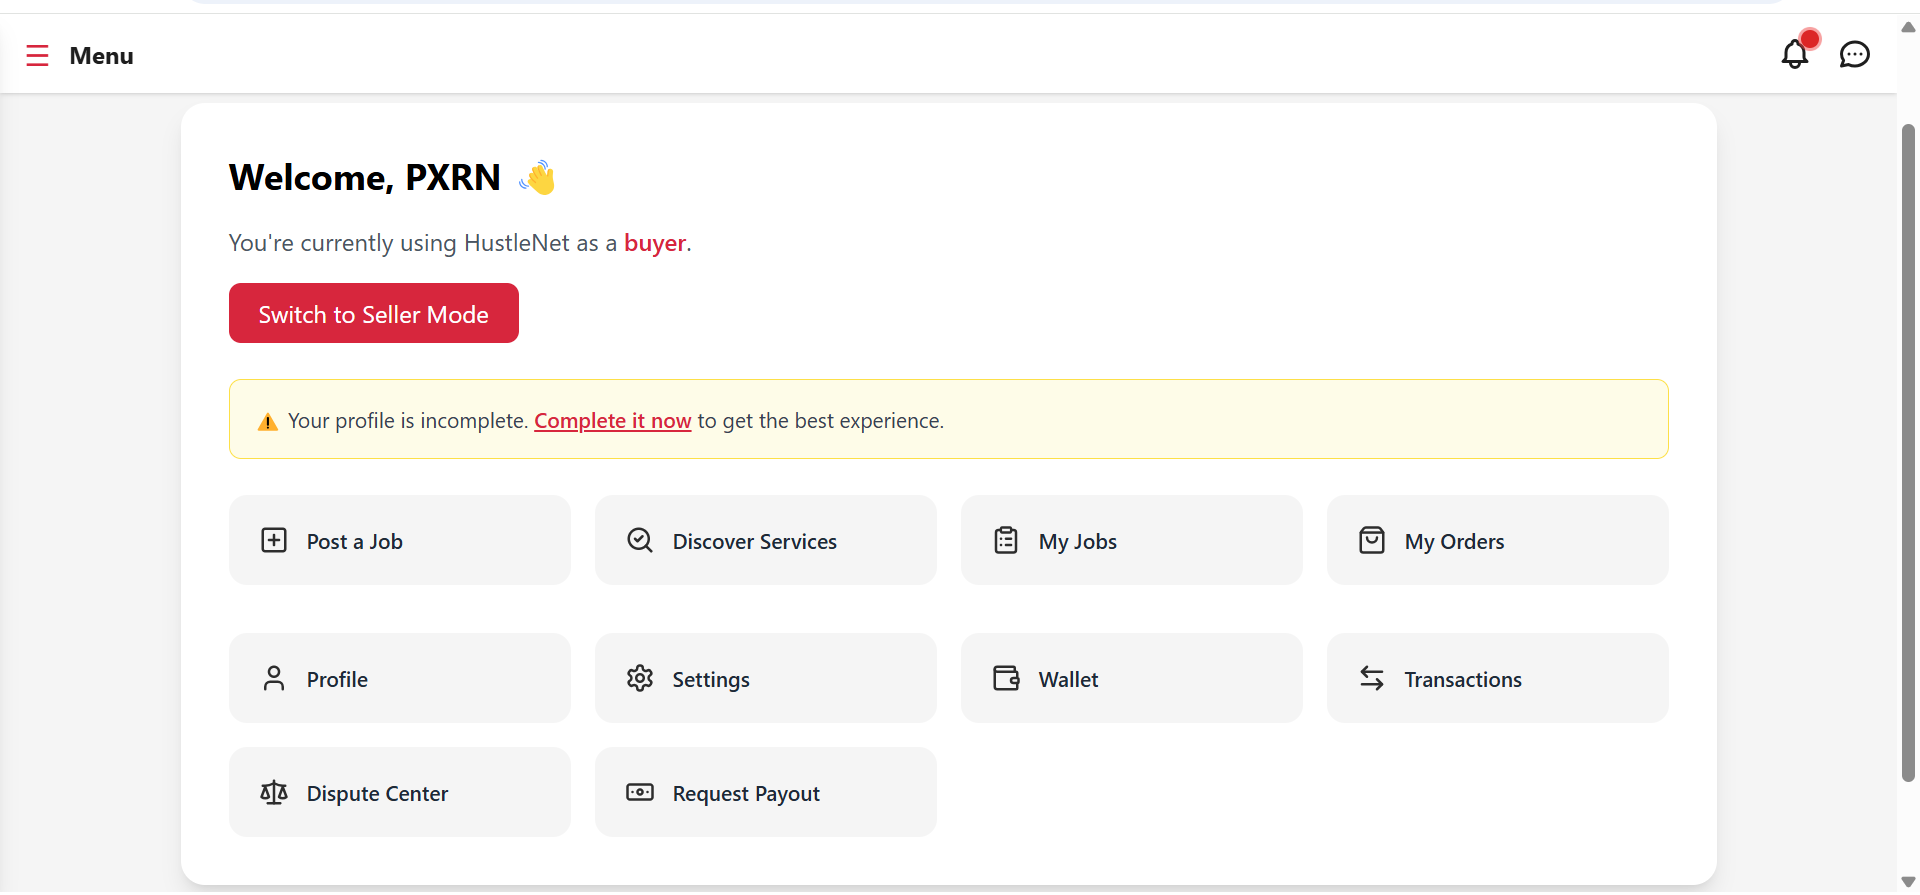 Menu
Welcome, PXRN 👋
You're currently using HustleNet as a buyer.
Switch to Seller Mode
⚠️ Your profile is incomplete. Complete it now to get the best experience.
Post a Job
Discover Services
My Jobs
My Orders
Profile
Settings
Wallet
Transactions
Dispute Center
Request Payout